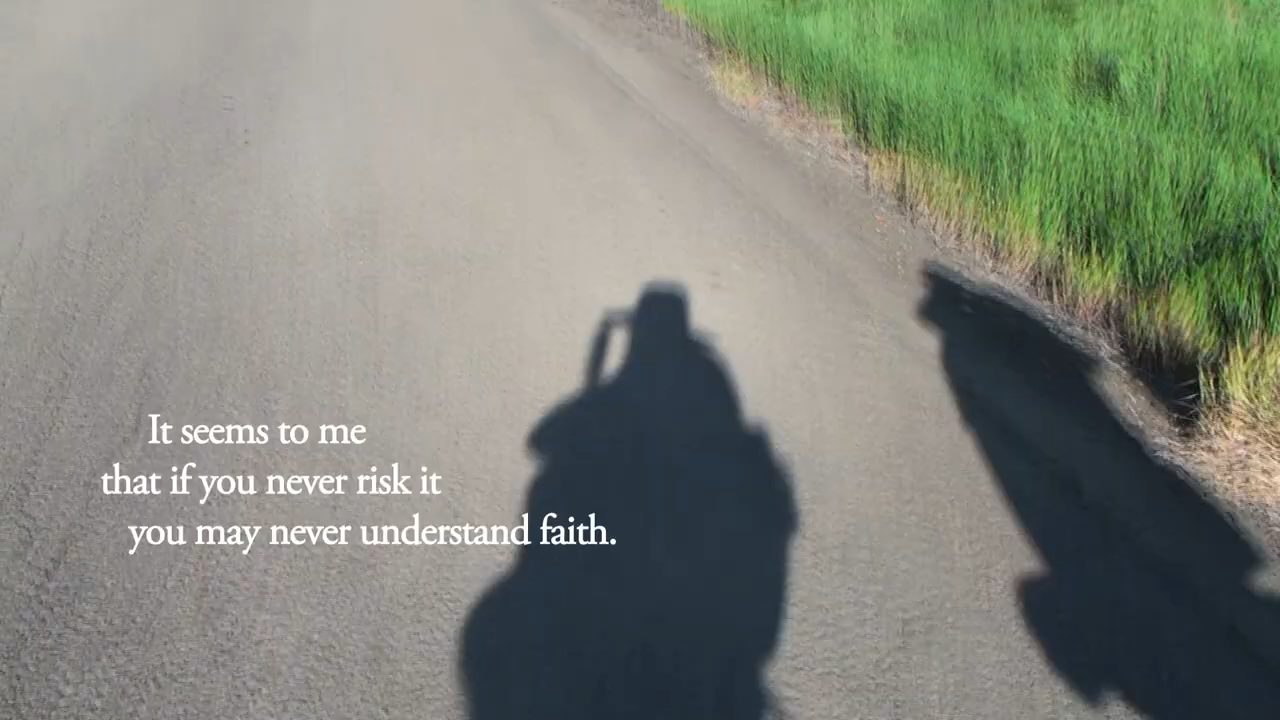 It seems to me
that if you never risk it
you may never understand faith.